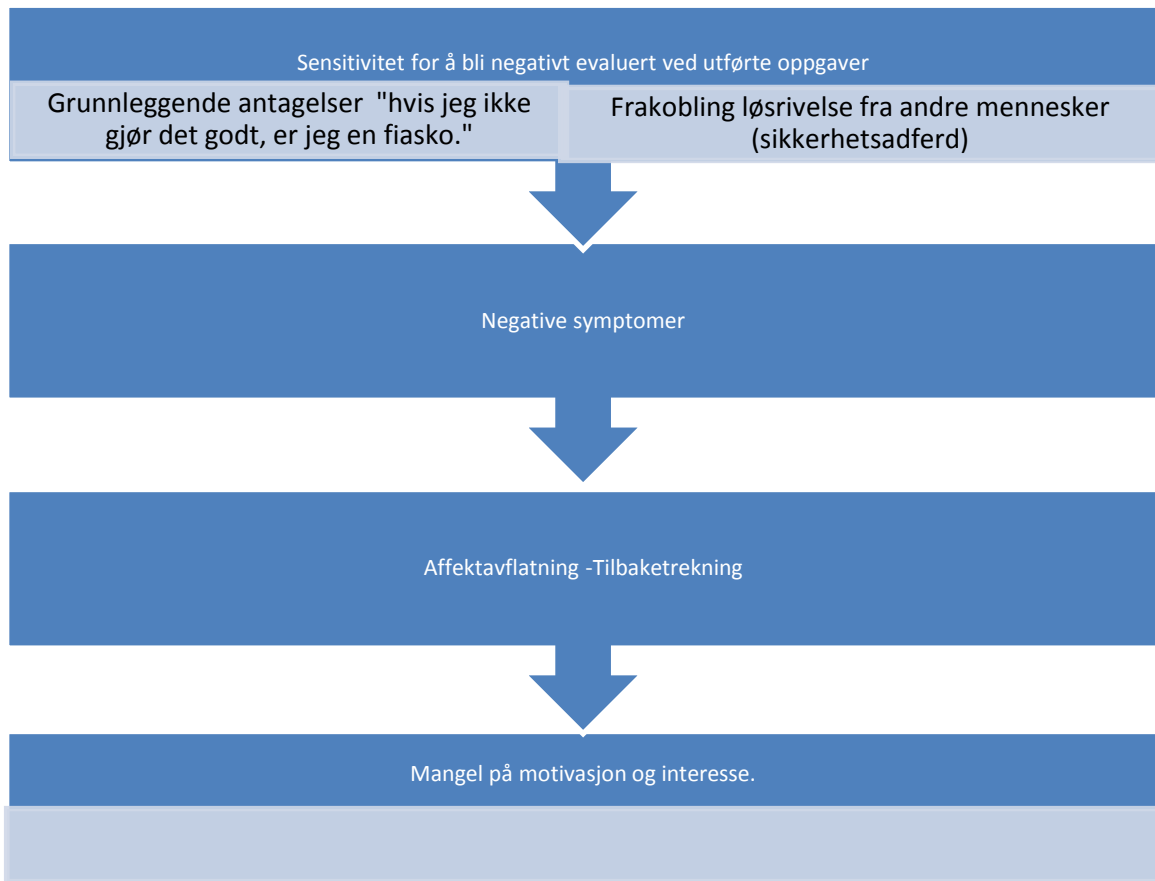 Sensitivitet for å bli negativt evaluert ved utførte oppgaver
Grunnleggende antagelser "hvis jeg ikke
gjør det godt, er jeg en fiasko."
Frakobling løsrivelse fra andre mennesker
(sikkerhetsadferd)
Negative symptomer
Affektavflatning -Tilbaketrekning
Mangel på motivasjon og interesse.